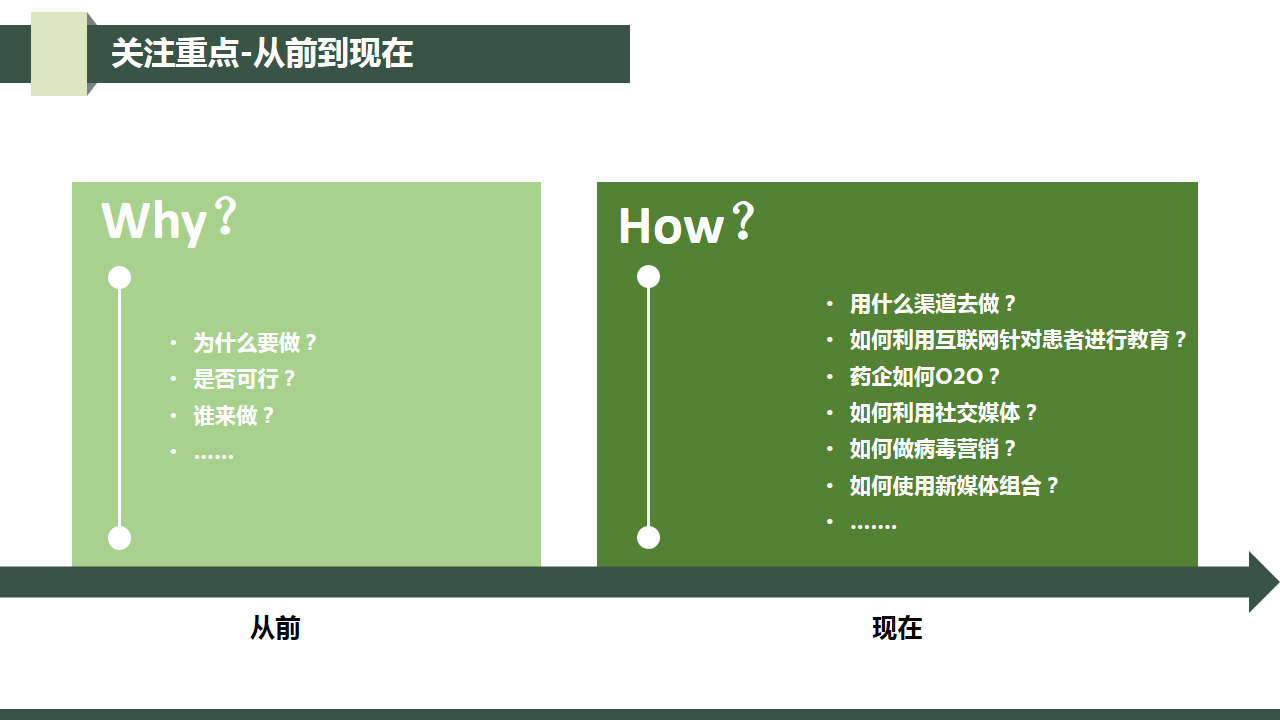 关注重点-从前到现在
Why？
• 为什么要做？
• 是否可行？
• 谁来做？
• ……
How？
• 用什么渠道去做？
• 如何利用互联网针对患者进行教育？
• 药企如何O2O？
• 如何利用社交媒体？
• 如何做病毒营销？
• 如何使用新媒体组合？
• …….
从前
现在